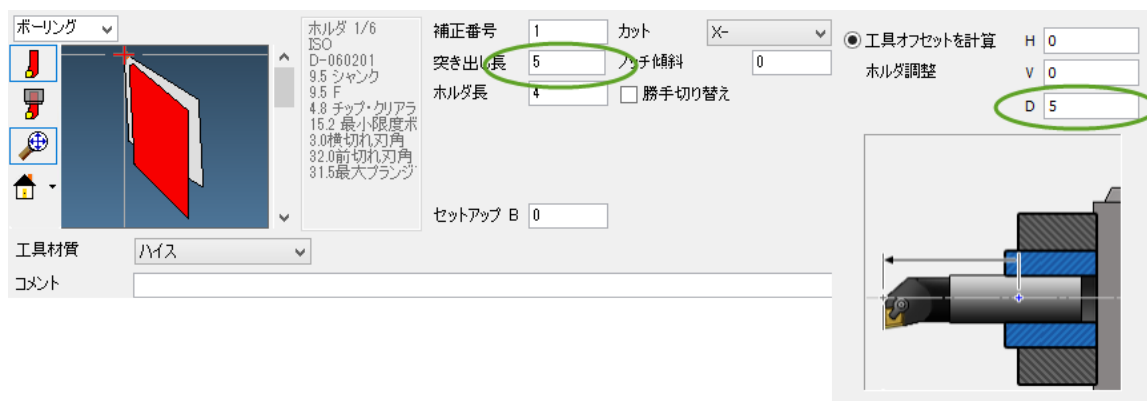 ボーリング
ホルダ 1/6
ISO
D-060201
9.5 シャンク
9.5 F
4.8 チップ・クリアラ
15.2 最小限度ボ
3.0横切れ刃角
32.0前切れ刃角
31.5最大プランジ
補正番号 1
カット X-
突き出し長 5
ノッチ傾斜 0
ホルダ長 4
勝手切り替え
セットアップ B 0
工具材質 ハイス
コメント
工具オフセットを計算 H 0
ホルダ調整 V 0
D 5